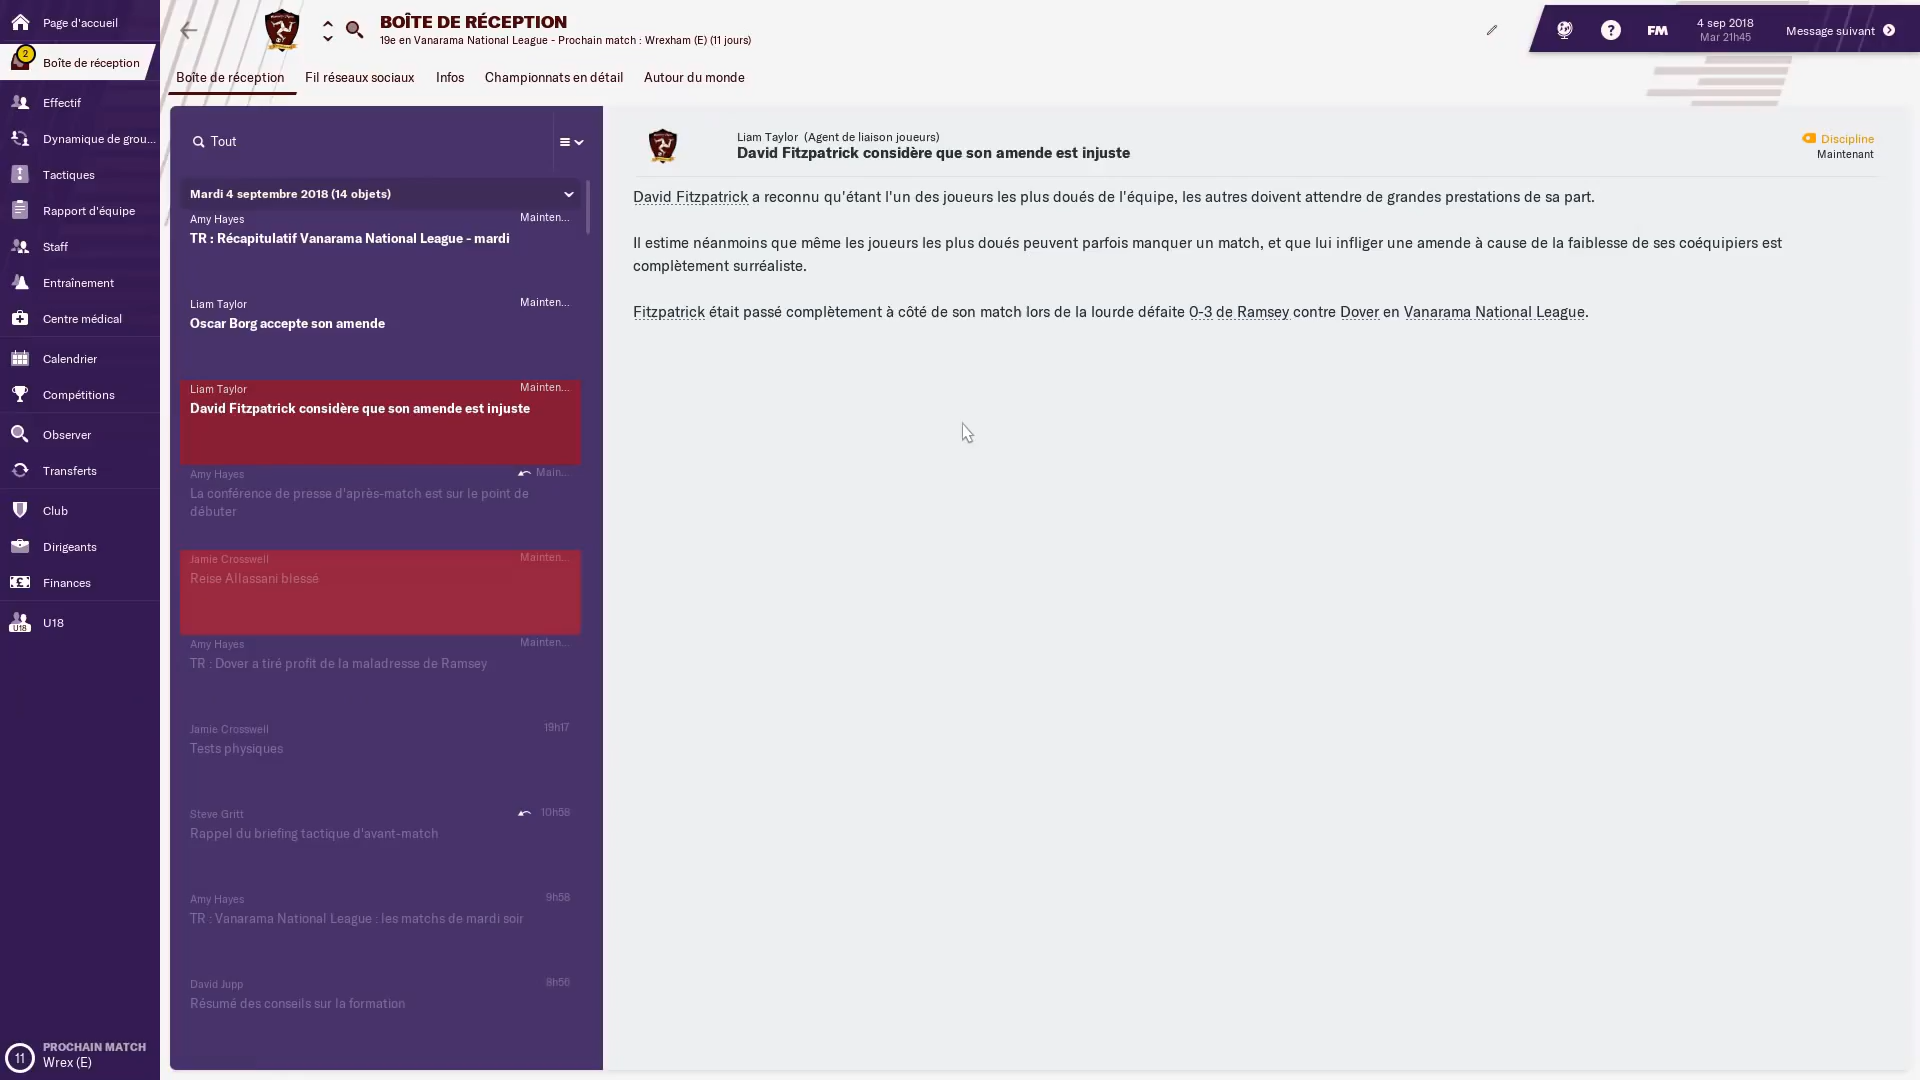 Page d'accueil
2
Boîte de réception
Effectif
Dynamique de grou...
Tactiques
Rapport d'équipe
Staff
Entraînement
Centre médical
Calendrier
Compétitions
Observer
Transferts
Club
Dirigeants
Finances
U18
U18
11
PROCHAIN MATCH
Wrex (E)
BOÎTE DE RÉCEPTION
19e en Vanarama National League - Prochain match : Wrexham (E) (11 jours)
?
FM
4 sep 2018
Mar 21h45
Message suivant
Boîte de réception
Fil réseaux sociaux
Infos
Championnats en détail
Autour du monde
Tout
Mardi 4 septembre 2018 (14 objets)
Amy Hayes
Mainten...
TR : Récapitulatif Vanarama National League - mardi
Liam Taylor
Mainten...
Oscar Borg accepte son amende
Liam Taylor
Mainten...
David Fitzpatrick considère que son amende est injuste
Amy Hayes
Main...
La conférence de presse d'après-match est sur le point de
débuter
Jamie Crosswell
Mainten...
Reise Allassani blessé
Amy Hayes
Mainten...
TR : Dover a tiré profit de la maladresse de Ramsey
Jamie Crosswell
19h17
Tests physiques
Steve Gritt
10h58
Rappel du briefing tactique d'avant-match
Amy Hayes
9h58
TR : Vanarama National League : les matchs de mardi soir
David Jupp
8h56
Résumé des conseils sur la formation
Liam Taylor (Agent de liaison joueurs)
David Fitzpatrick considère que son amende est injuste
Discipline
Maintenant
David Fitzpatrick a reconnu qu'étant l'un des joueurs les plus doués de l'équipe, les autres doivent attendre de grandes prestations de sa part.
Il estime néanmoins que même les joueurs les plus doués peuvent parfois manquer un match, et que lui infliger une amende à cause de la faiblesse de ses coéquipiers est
complètement surréaliste.
Fitzpatrick était passé complètement à côté de son match lors de la lourde défaite 0-3 de Ramsey contre Dover en Vanarama National League.